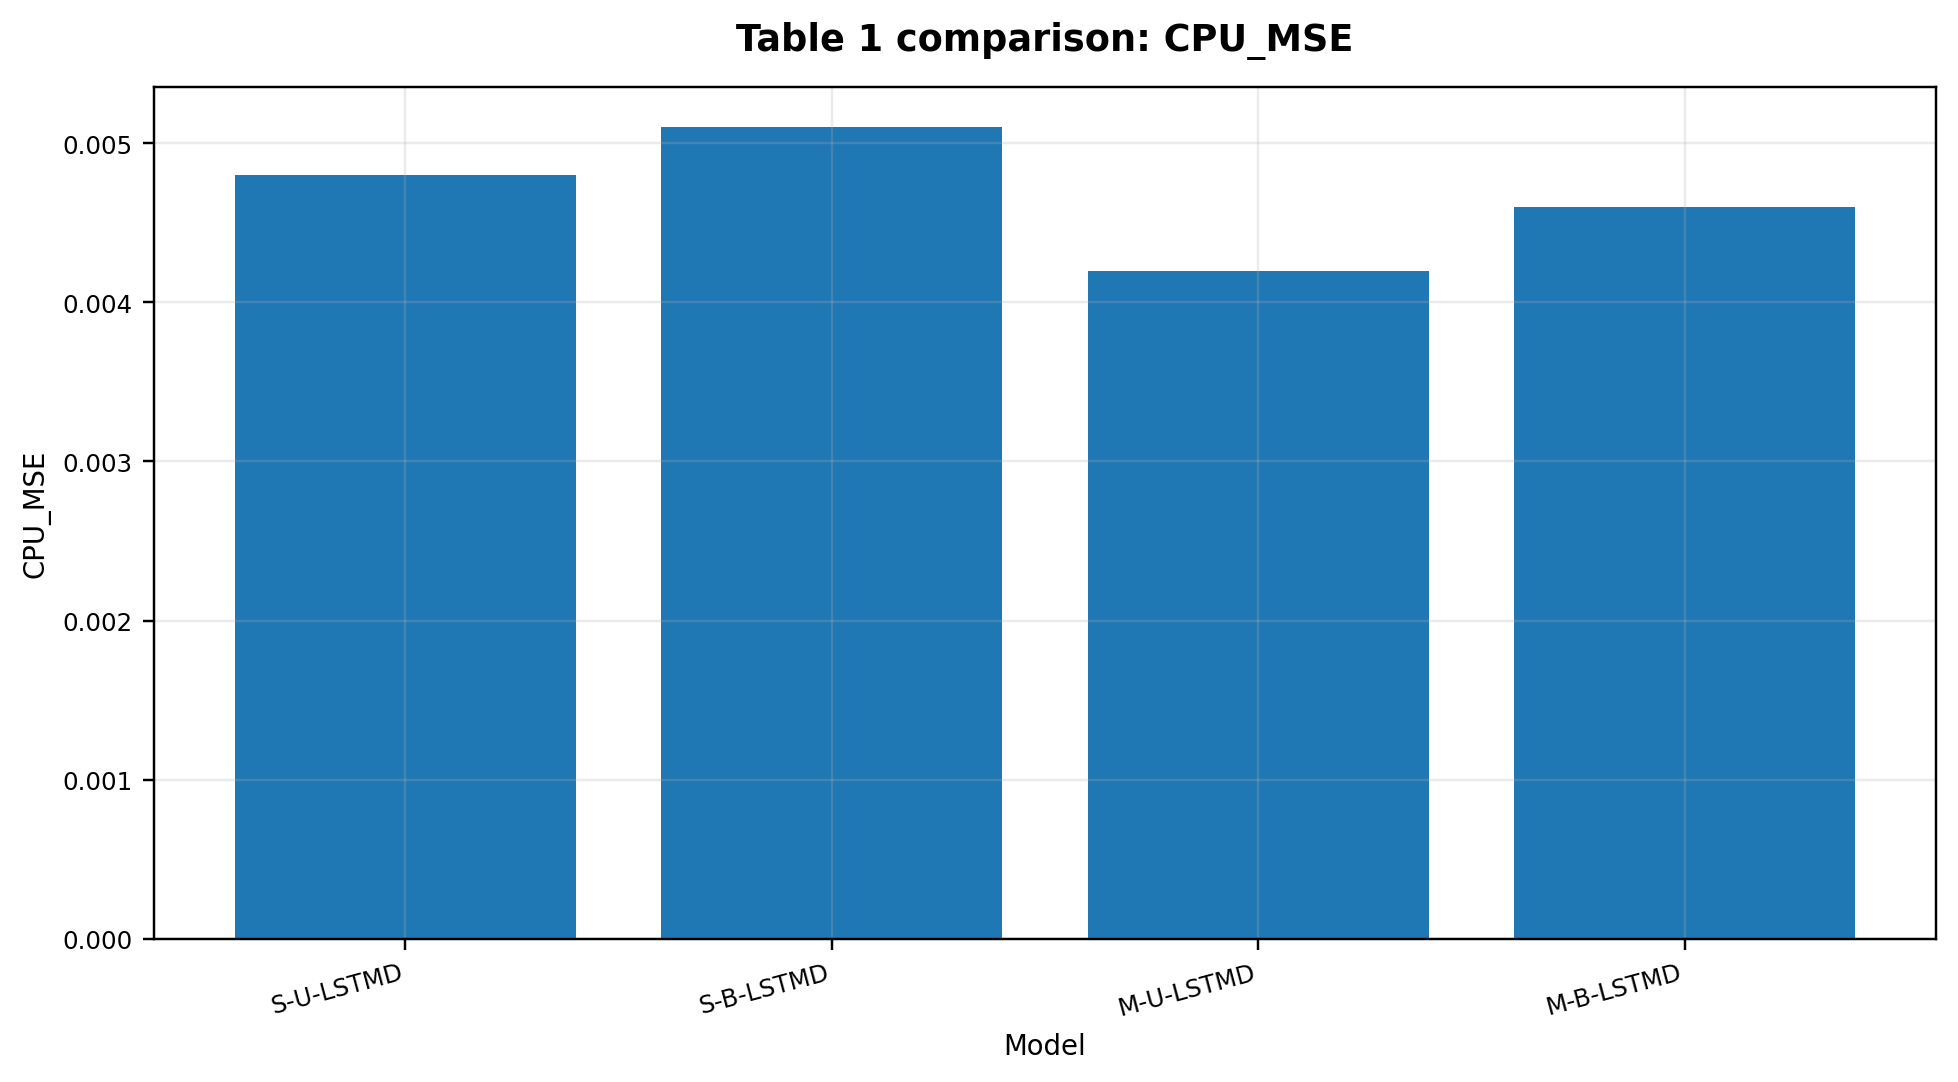 Table 1 comparison: CPU_MSE
CPU_MSE
0.005
0.004
0.003
0.002
0.001
0.000
S-U-LSTMD
S-B-LSTMD
M-U-LSTMD
M-B-LSTMD
Model